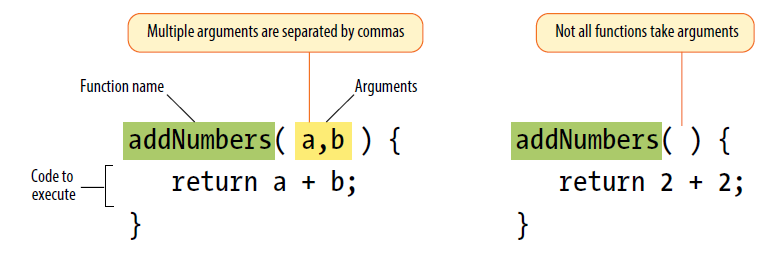 Multiple arguments are separated by commas
Not all functions take arguments
Function name
Arguments
addNumbers( a,b ) {
return a + b;
}
Code to
execute
addNumbers( ) {
return 2 + 2;
}